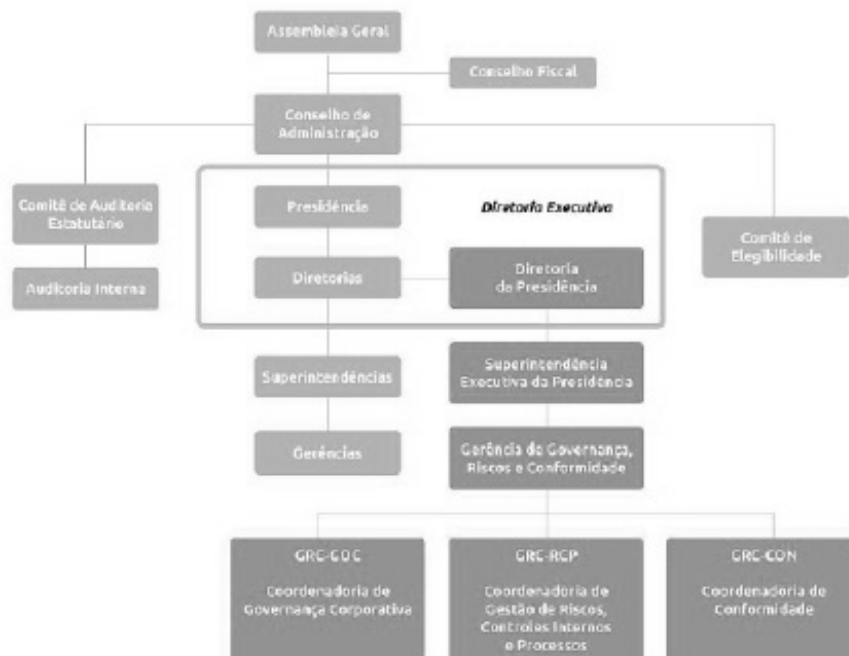 Assembleia Geral
Conselho Fiscal
Conselho de
Administração
Comitê de Auditoria
Estatutário
Auditoria Interna
Presidência
Diretoria Executiva
Diretorias
Diretoria
da Presidência
Comitê de
Elegibilidade
Superintendências
Superintendência
Executiva da Presidência
Gerências
Gerência de Governança,
Riscos e Conformidade
GRC-GOC
Coordenadoria de
Governança Corporativa
GRC-RCP
Coordenadoria de
Gestão de Riscos,
Controles Internos
e Processos
GRC-CON
Coordenadoria de
Conformidade